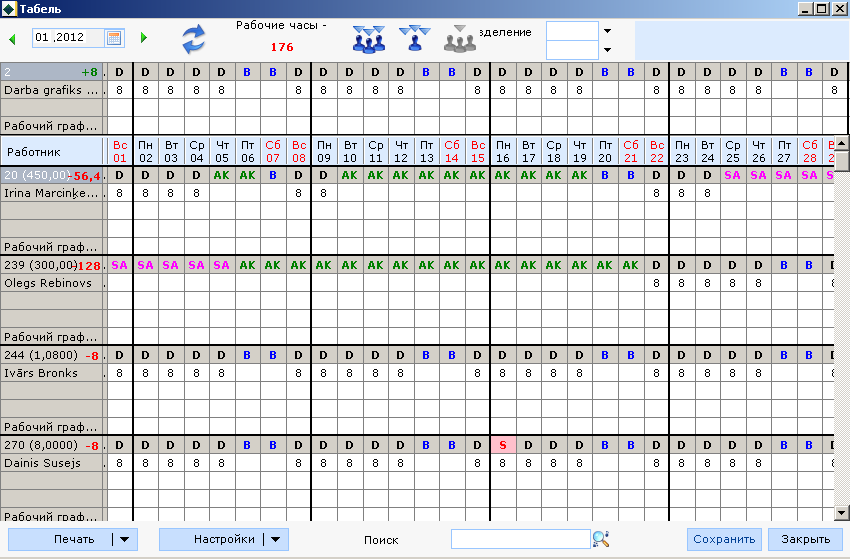 Табель
01 ,2012
Рабочие часы -
176
зделение
2 +8 . D D D D D B B D D D D D B B D D D D D B B D D D D D B B D
Darba grafiks ... 8 8 8 8 8 8 8 8 8 8 8 8 8 8 8 8 8 8 8 8 8
Рабочий граф...
Работник Вс 01 Пн 02 Вт 03 Ср 04 Чт 05 Пт 06 Сб 07 Вс 08 Пн 09 Вт 10 Ср 11 Чт 12 Пт 13 Сб 14 Вс 15 Пн 16 Вт 17 Ср 18 Чт 19 Пт 20 Сб 21 Вс 22 Пн 23 Вт 24 Ср 25 Чт 26 Пт 27 Сб 28
20 (450,00) -56,4 . D D D D AK AK B D D AK AK AK AK AK AK AK AK AK AK B B D D D SA SA SA SA S
Irina Marcinķe... 8 8 8 8 8 8 8 8 8
Рабочий граф...
239 (300,00) -128 . SA SA SA SA SA AK AK AK AK AK AK AK AK AK AK AK AK AK AK AK AK D D D D D B B D
Olegs Rebinovs 8 8 8 8 8 8
Рабочий граф...
244 (1,0800) -8 . D D D D D B B D D D D D B B D D D D D B B D D D D D B B D
Ivārs Bronks . 8 8 8 8 8 8 8 8 8 8 8 8 8 8 8 8 8 8 8 8 8
Рабочий граф...
270 (8,0000) -8 . D D D D D B B D D D D D B B D S D D D B B D D D D D B B D
Dainis Susejs 8 8 8 8 8 8 8 8 8 8 8 8 8 8 8 8 8 8 8 8 8
Рабочий граф...
Печать Настройки Поиск Сохранить Закрыть